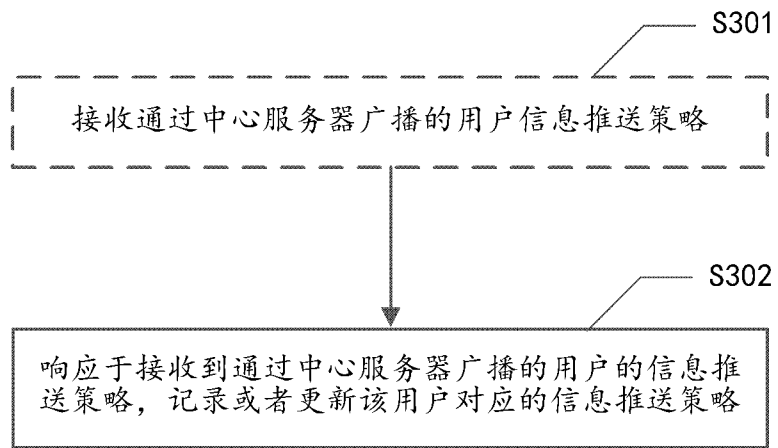 S301
接收通过中心服务器广播的用户信息推送策略
S302
响应于接收到通过中心服务器广播的用户的信息推
送策略，记录或者更新该用户对应的信息推送策略